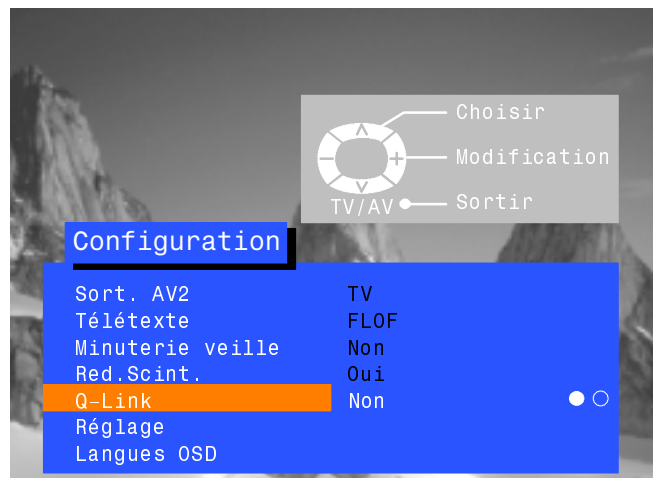 Choisir
Modification
TV/AV Sortir
Configuration
Sort. AV2 TV
Télétexte FLOF
Minuterie veille Non
Red.Scint. Oui
Q-Link Non
Réglage
Langues OSD